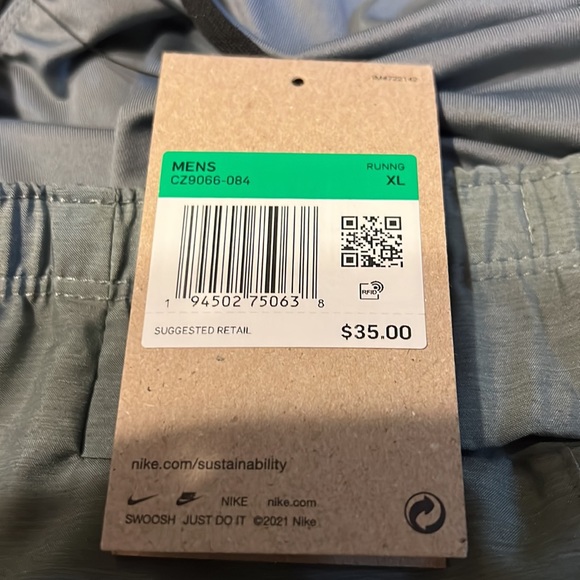 MENS RUNNG
CZ9066-084 XL
RFID
1 94502 75063 8
SUGGESTED RETAIL $35.00
nike.com/sustainability
NIKE nike.com
SWOOSH JUST DO IT ©2021 Nike.